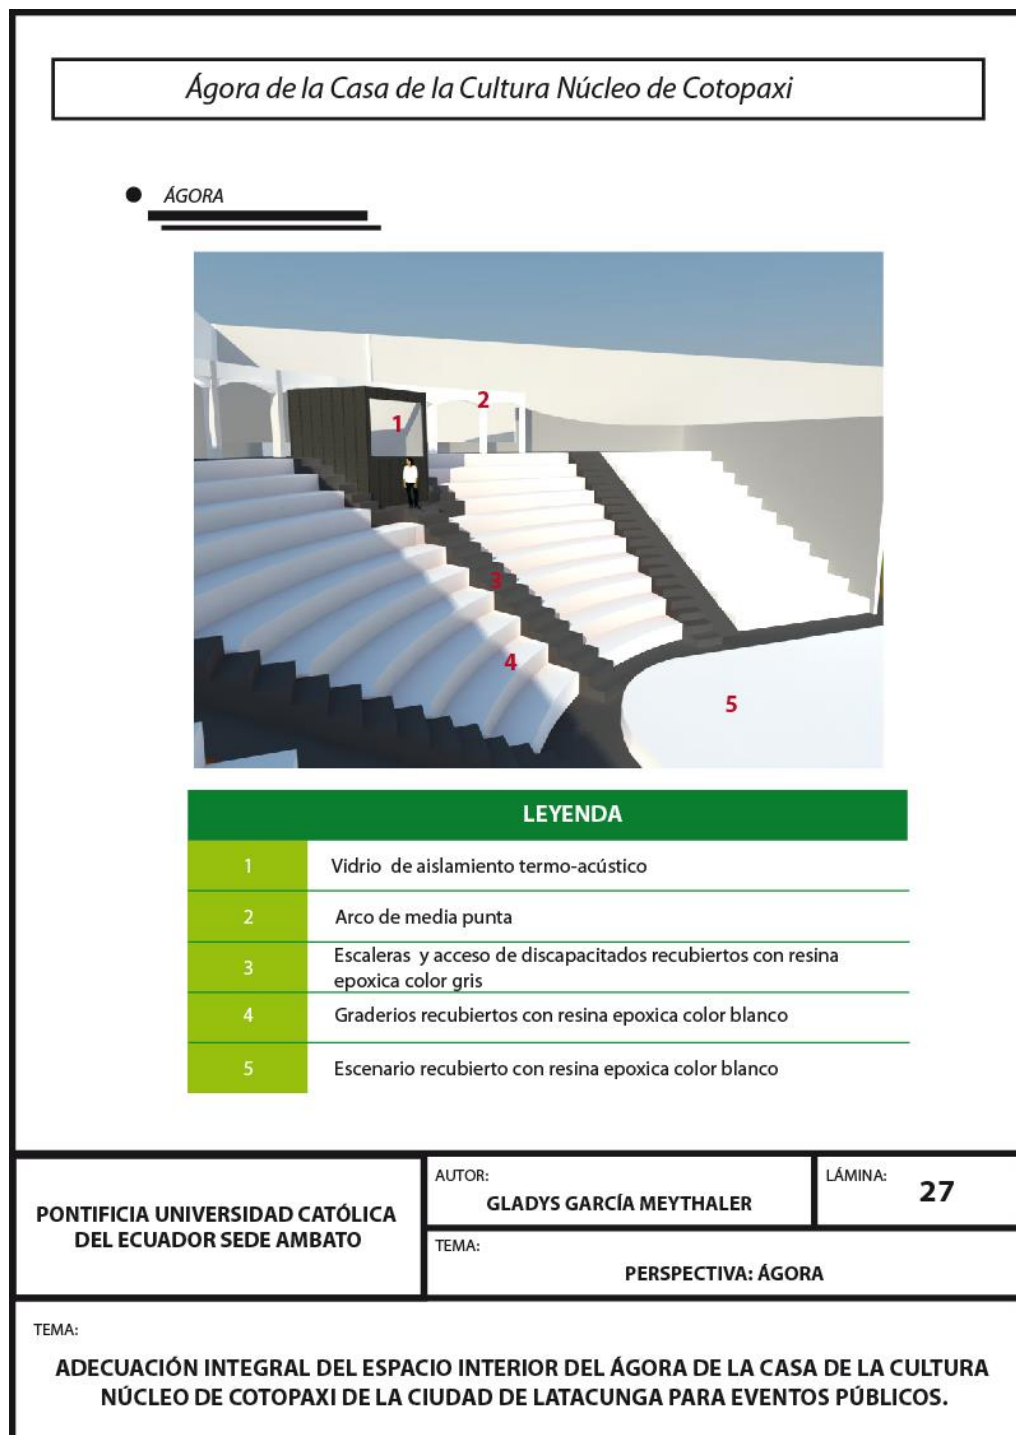 Ágora de la Casa de la Cultura Núcleo de Cotopaxi
ÁGORA
1
2
3
4
5
LEYENDA
1 Vidrio de aislamiento termo-acústico
2 Arco de media punta
3 Escaleras y acceso de discapacitados recubiertos con resina
epoxica color gris
4 Graderios recubiertos con resina epoxica color blanco
5 Escenario recubierto con resina epoxica color blanco
PONTIFICIA UNIVERSIDAD CATÓLICA
DEL ECUADOR SEDE AMBATO
AUTOR:
GLADYS GARCÍA MEYTHALER
LÁMINA: 27
TEMA:
PERSPECTIVA: ÁGORA
TEMA:
ADECUACIÓN INTEGRAL DEL ESPACIO INTERIOR DEL ÁGORA DE LA CASA DE LA CULTURA
NÚCLEO DE COTOPAXI DE LA CIUDAD DE LATACUNGA PARA EVENTOS PÚBLICOS.